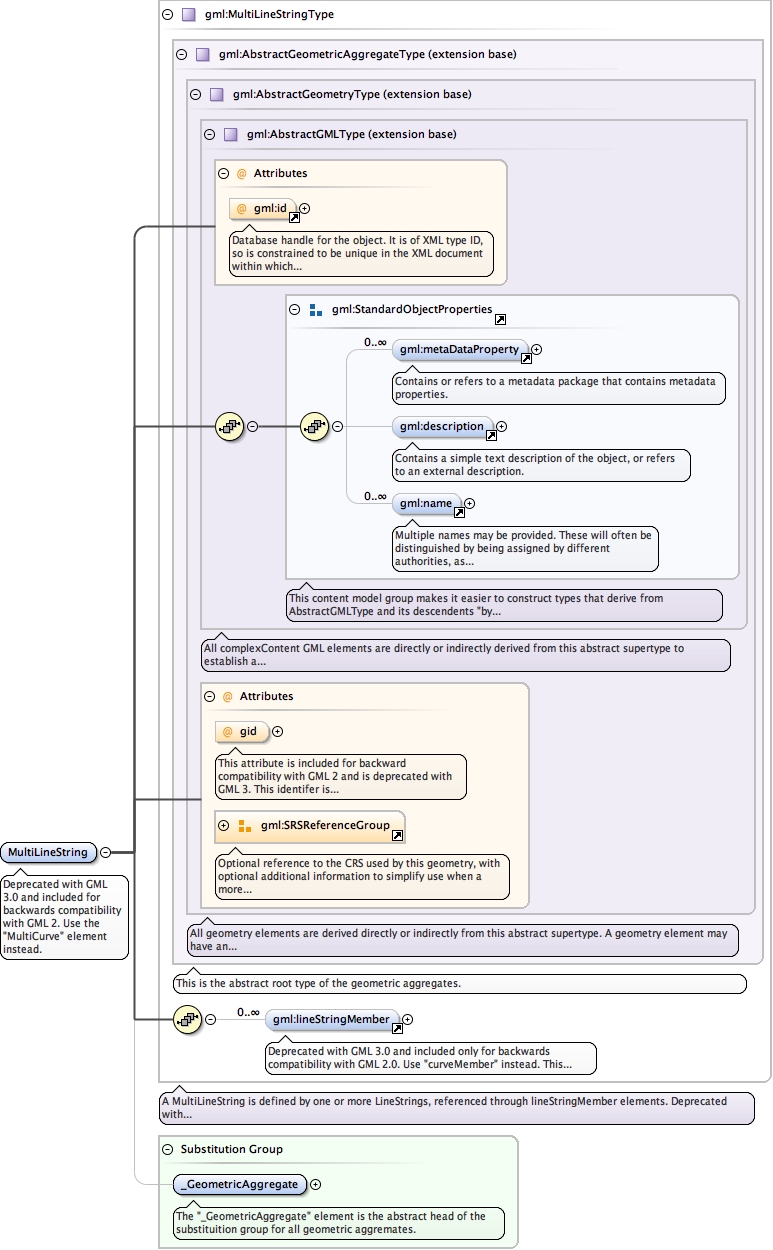 gml:MultiLineStringType
gml:AbstractGeometricAggregateType (extension base)
gml:AbstractGeometryType (extension base)
gml:AbstractGMLType (extension base)
@ Attributes
@ gml:id
Database handle for the object. It is of XML type ID,
so is constrained to be unique in the XML document
within which...
gml:StandardObjectProperties
0..∞
gml:metaDataProperty
Contains or refers to a metadata package that contains metadata
properties.
gml:description
Contains a simple text description of the object, or refers
to an external description.
0..∞
gml:name
Multiple names may be provided. These will often be
distinguished by being assigned by different
authorities, as...
This content model group makes it easier to construct types that derive from
AbstractGMLType and its descendents "by...
All complexContent GML elements are directly or indirectly derived from this abstract supertype to
establish a...
@ Attributes
@ gid
This attribute is included for backward
compatibility with GML 2 and is deprecated with
GML 3. This identifer is...
gml:SRSReferenceGroup
Optional reference to the CRS used by this geometry, with
optional additional information to simplify use when a
more...
MultiLineString
Deprecated with GML
3.0 and included for
backwards compatibility
with GML 2. Use the
"MultiCurve" element
instead.
All geometry elements are derived directly or indirectly from this abstract supertype. A geometry element may
have an...
This is the abstract root type of the geometric aggregates.
0..∞
gml:lineStringMember
Deprecated with GML 3.0 and included only for backwards
compatibility with GML 2.0. Use "curveMember" instead. This...
A MultiLineString is defined by one or more LineStrings, referenced through lineStringMember elements. Deprecated
with...
Substitution Group
_GeometricAggregate
The "_GeometricAggregate" element is the abstract head of the
substituition group for all geometric aggremates.